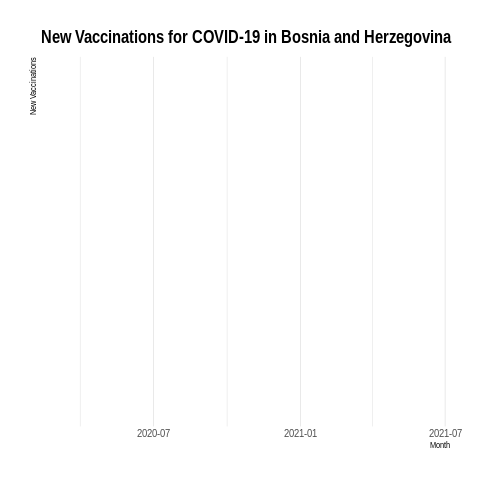 New Vaccinations for COVID-19 in Bosnia and Herzegovina
New Vaccinations
2020-07
2021-01
2021-07
Month